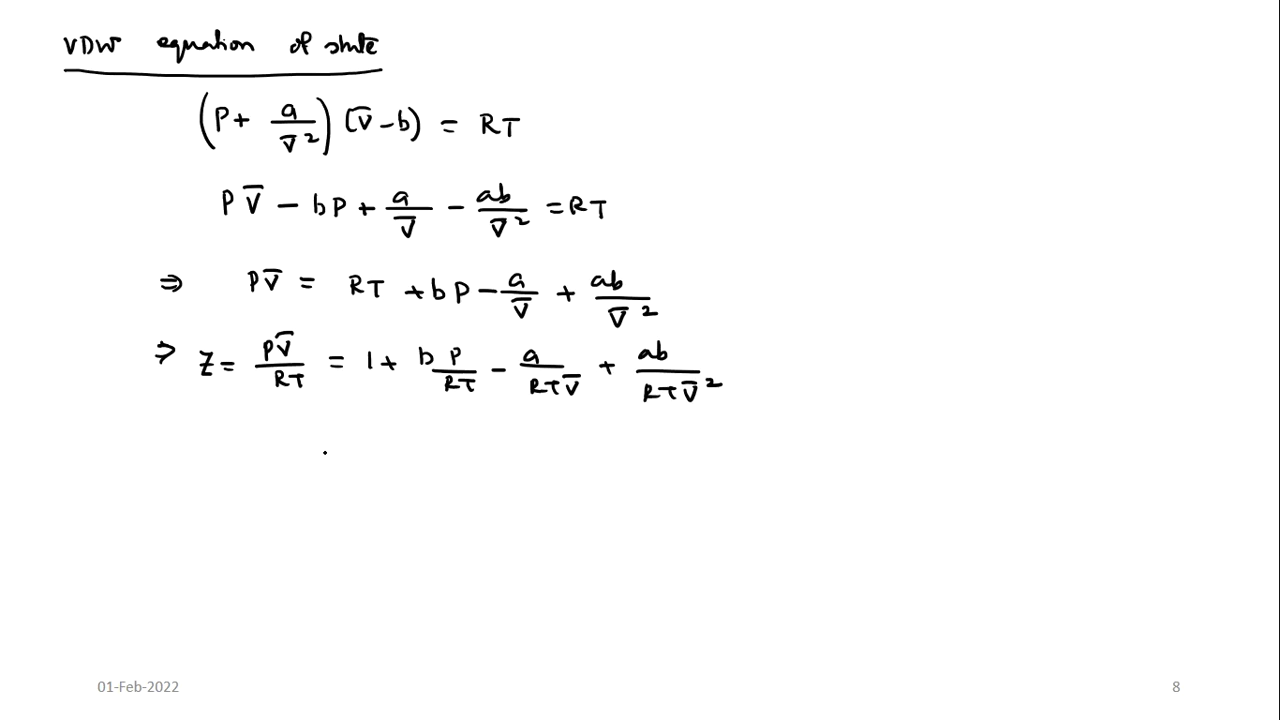 VDW equation of state
(P + a/V̅²) (V̅ - b) = RT
PV̅ - bP + a/V̅ - ab/V̅² = RT
⇒ PV̅ = RT + bP - a/V̅ + ab/V̅²
⇒ Z = PV̅/RT = 1 + b P/RT - a/RTV̅ + ab/RTV̅²
01-Feb-2022 8